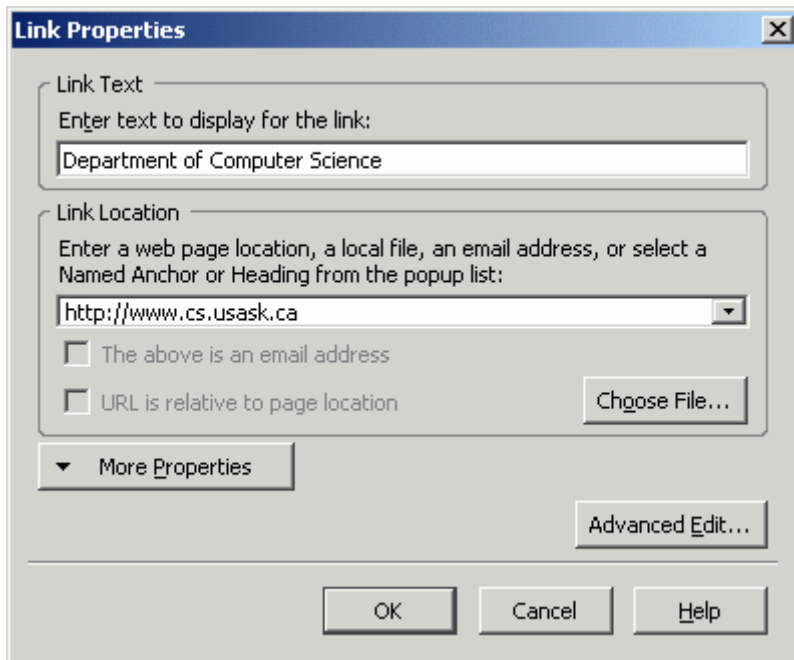 Link Properties
Link Text
Enter text to display for the link:
Department of Computer Science
Link Location
Enter a web page location, a local file, an email address, or select a
Named Anchor or Heading from the popup list:
http://www.cs.usask.ca
The above is an email address
URL is relative to page location
Choose File...
More Properties
Advanced Edit...
OK Cancel Help